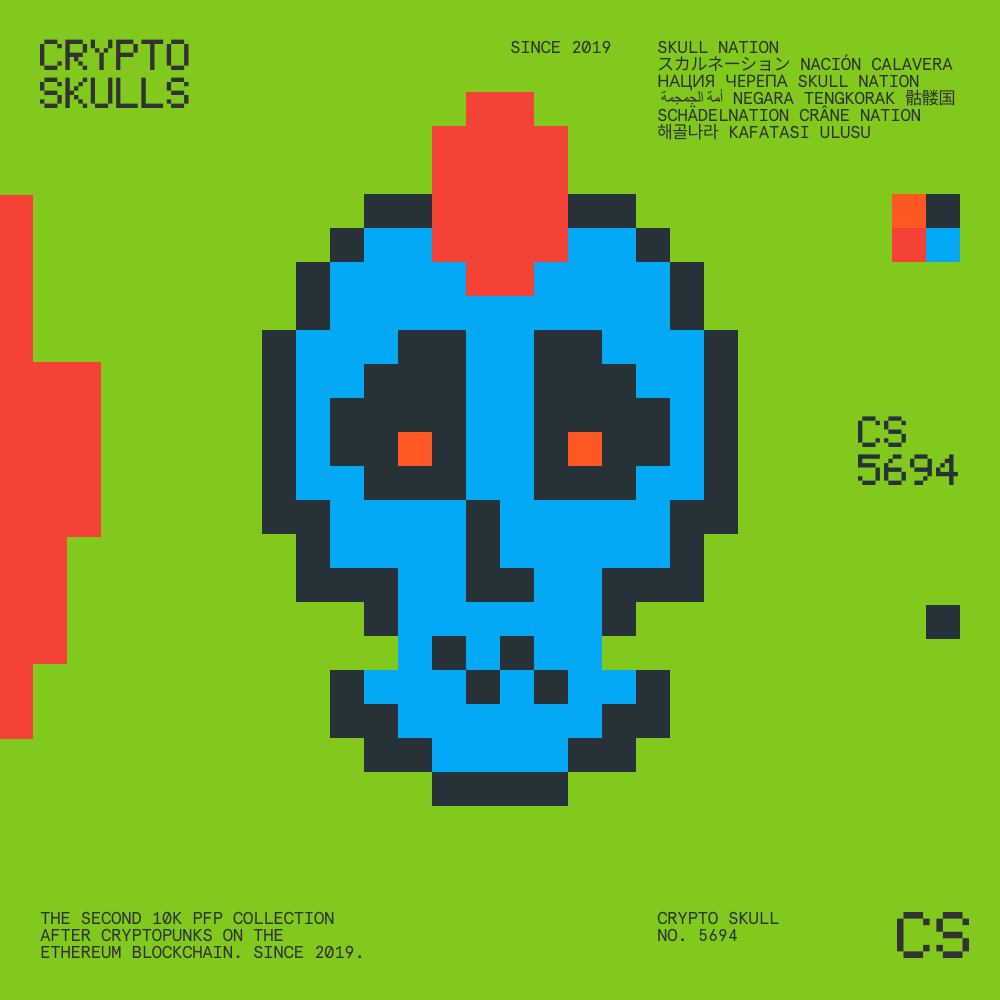 CRYPTO
SKULLS
SINCE 2019
SKULL NATION
スカルネーション NACIÓN CALAVERA
НАЦИЯ ЧЕРЕПА SKULL NATION
أمة الجمجمة NEGARA TENGKORAK 骷髅国
SCHÄDELNATION CRÂNE NATION
해골나라 KAFATASI ULUSU
CS
5694
THE SECOND 10K PFP COLLECTION
AFTER CRYPTOPUNKS ON THE
ETHEREUM BLOCKCHAIN. SINCE 2019.
CRYPTO SKULL
NO. 5694
CS